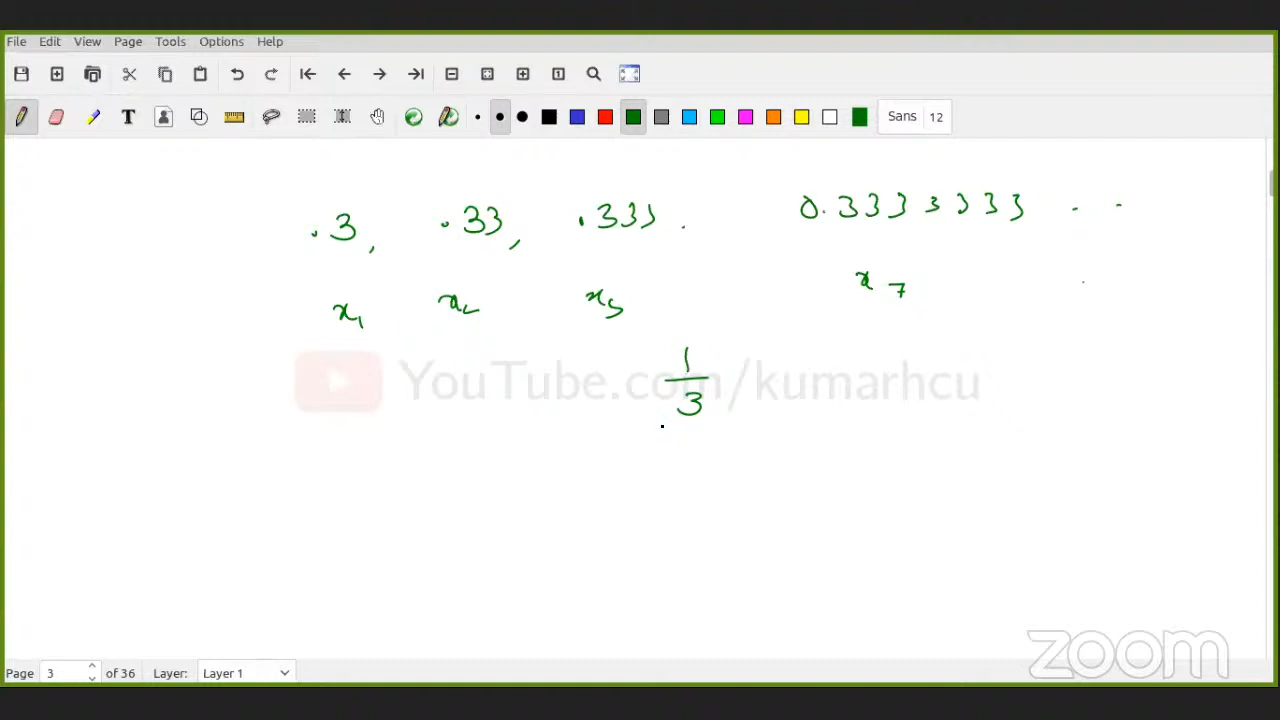 File Edit View Page Tools Options Help
Sans 12
.3, .33, .333. 0.3333333 . .
x1 x2 x3 x7
1
3
YouTube.com/kumarhcu
zoom
Page 3 of 36 Layer: Layer 1